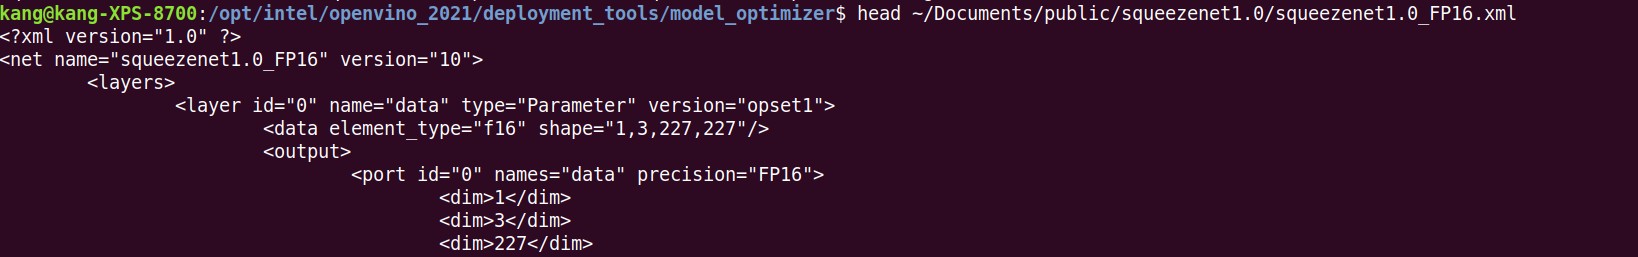 kang@kang-XPS-8700:/opt/intel/openvino_2021/deployment_tools/model_optimizer$ head ~/Documents/public/squeezenet1.0/squeezenet1.0_FP16.xml
<?xml version="1.0" ?>
<net name="squeezenet1.0_FP16" version="10">
        <layers>
                <layer id="0" name="data" type="Parameter" version="opset1">
                        <data element_type="f16" shape="1,3,227,227"/>
                        <output>
                                <port id="0" names="data" precision="FP16">
                                        <dim>1</dim>
                                        <dim>3</dim>
                                        <dim>227</dim>